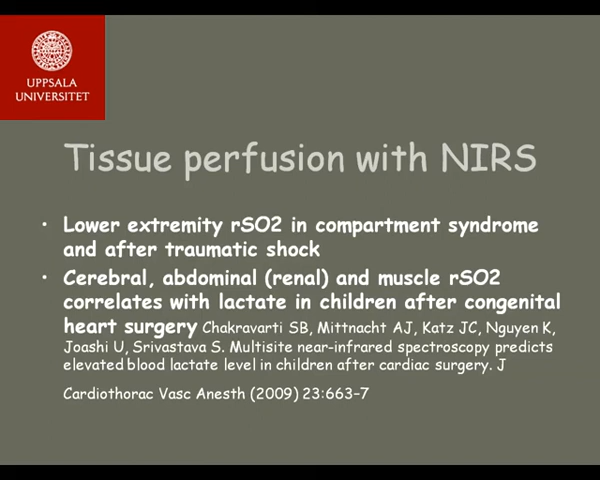 UPPSALA
UNIVERSITET
Tissue perfusion with NIRS
• Lower extremity rSO2 in compartment syndrome
and after traumatic shock
• Cerebral, abdominal (renal) and muscle rSO2
correlates with lactate in children after congenital
heart surgery Chakravarti SB, Mittnacht AJ, Katz JC, Nguyen K,
Joashi U, Srivastava S. Multisite near-infrared spectroscopy predicts
elevated blood lactate level in children after cardiac surgery. J
Cardiothorac Vasc Anesth (2009) 23:663–7